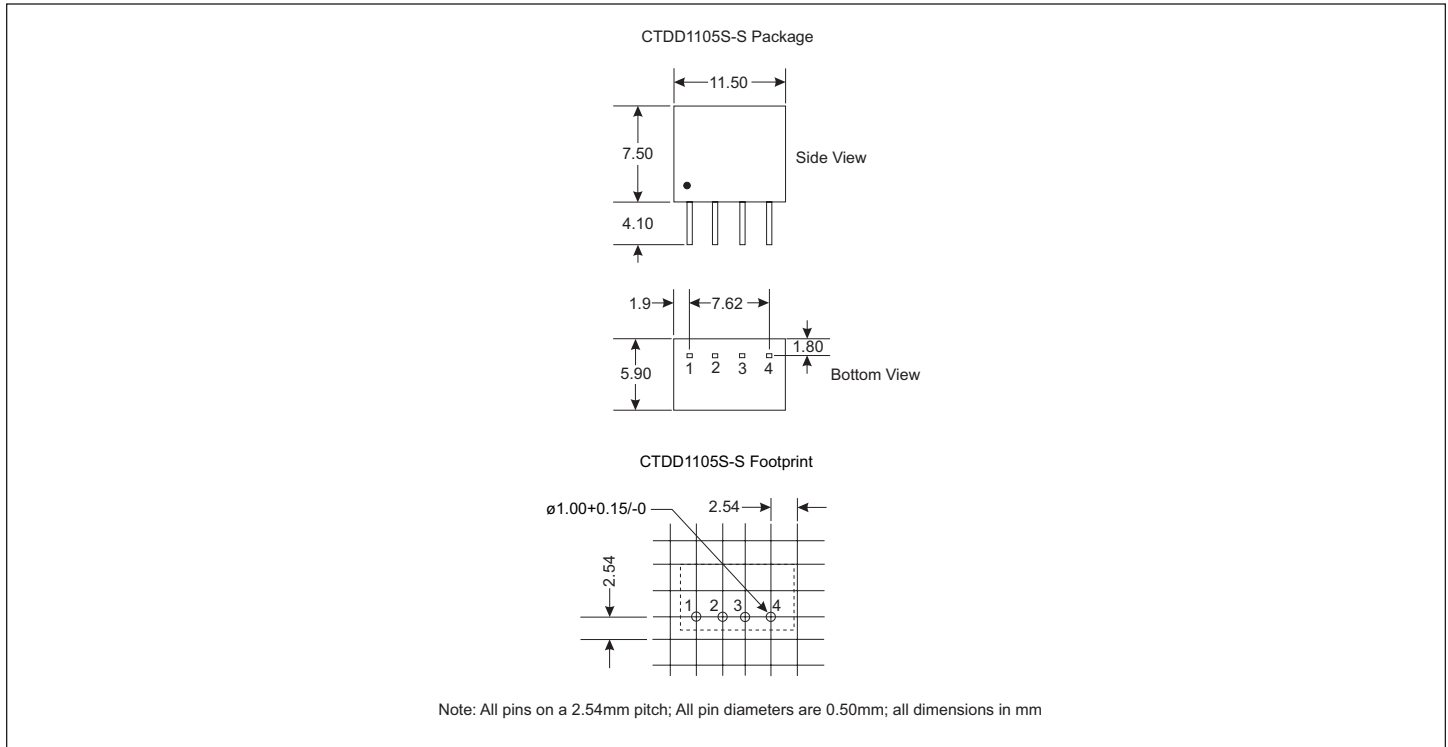 CTDD1105S-S Package
11.50
7.50
Side View
4.10
1.9
7.62
1.80
5.90
1 2 3 4
Bottom View
CTDD1105S-S Footprint
ø1.00+0.15/-0
2.54
2.54
1 2 3 4
Note: All pins on a 2.54mm pitch; All pin diameters are 0.50mm; all dimensions in mm